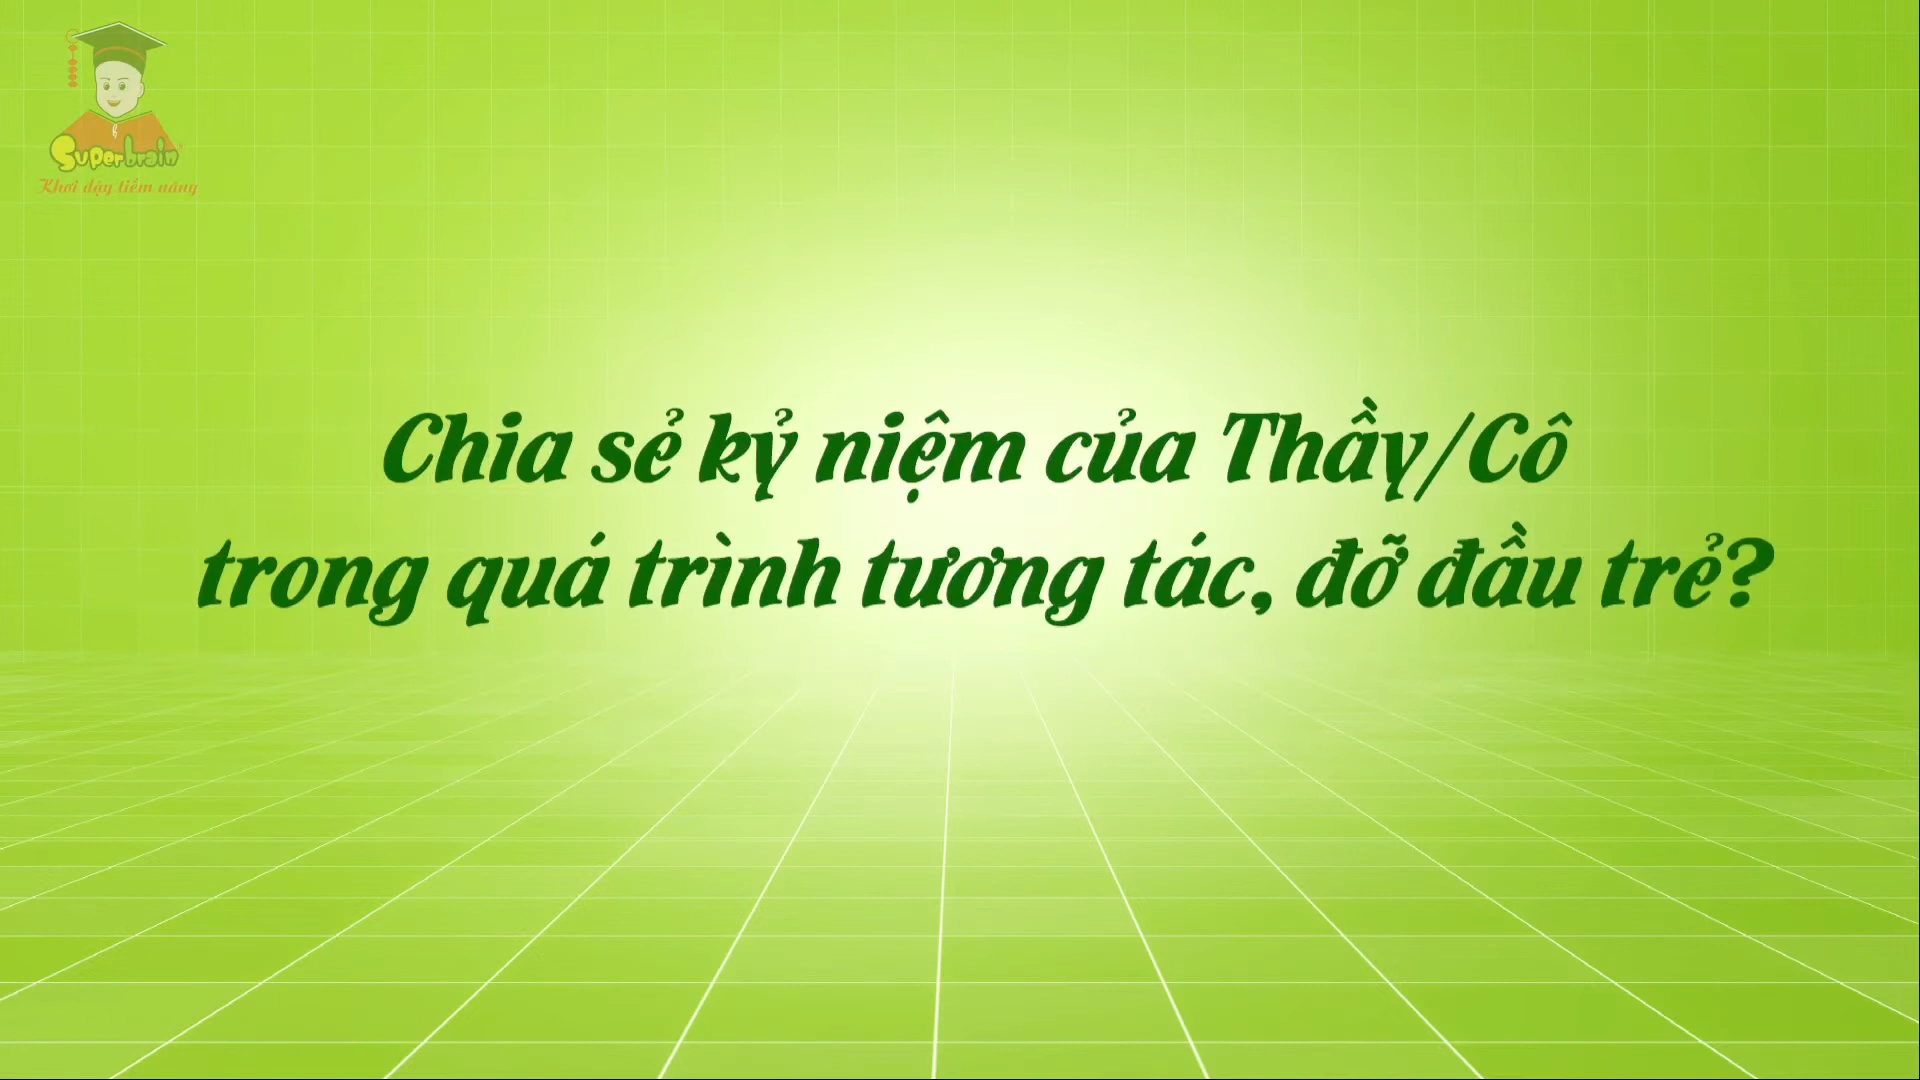 Superbrain
Khơi dậy tiềm năng
Chia sẻ kỷ niệm của Thầy/Cô
trong quá trình tương tác, đỡ đầu trẻ?